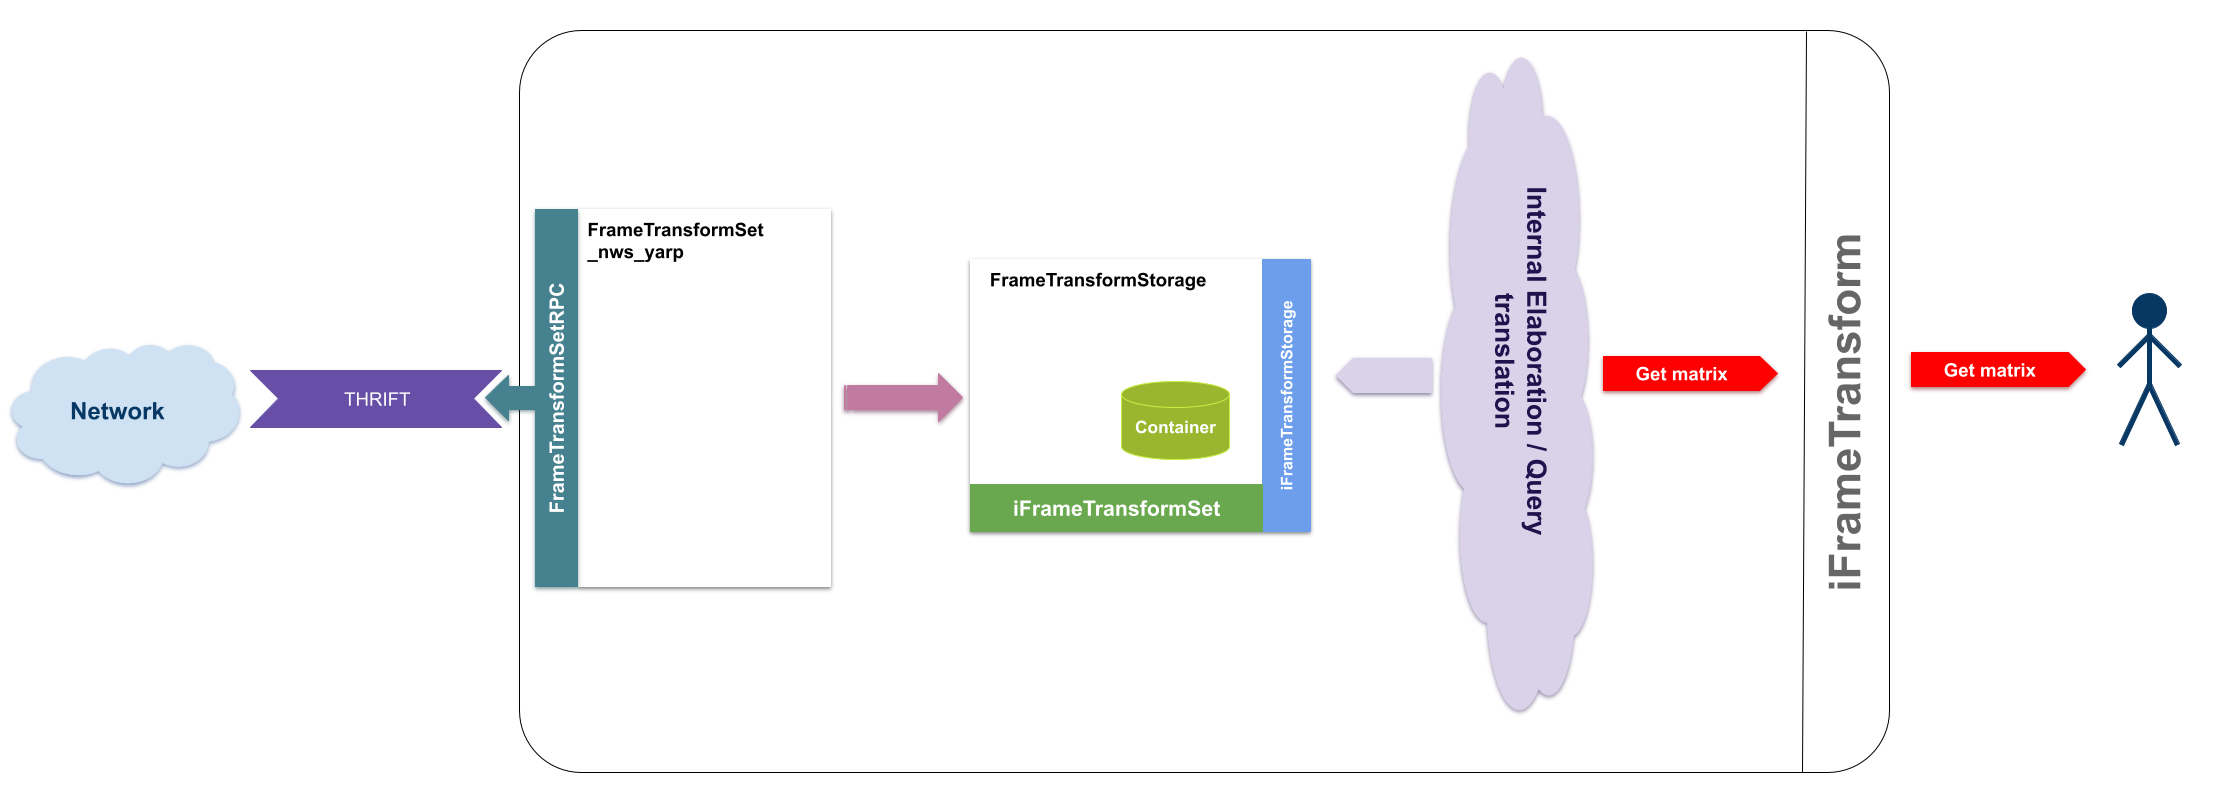 Network
THRIFT
FrameTransformSetRPC
FrameTransformSet
_nws_yarp
FrameTransformStorage
Container
iFrameTransformSet
iFrameTransformStorage
Internal Elaboration / Query
translation
Get matrix
iFrameTransform
Get matrix